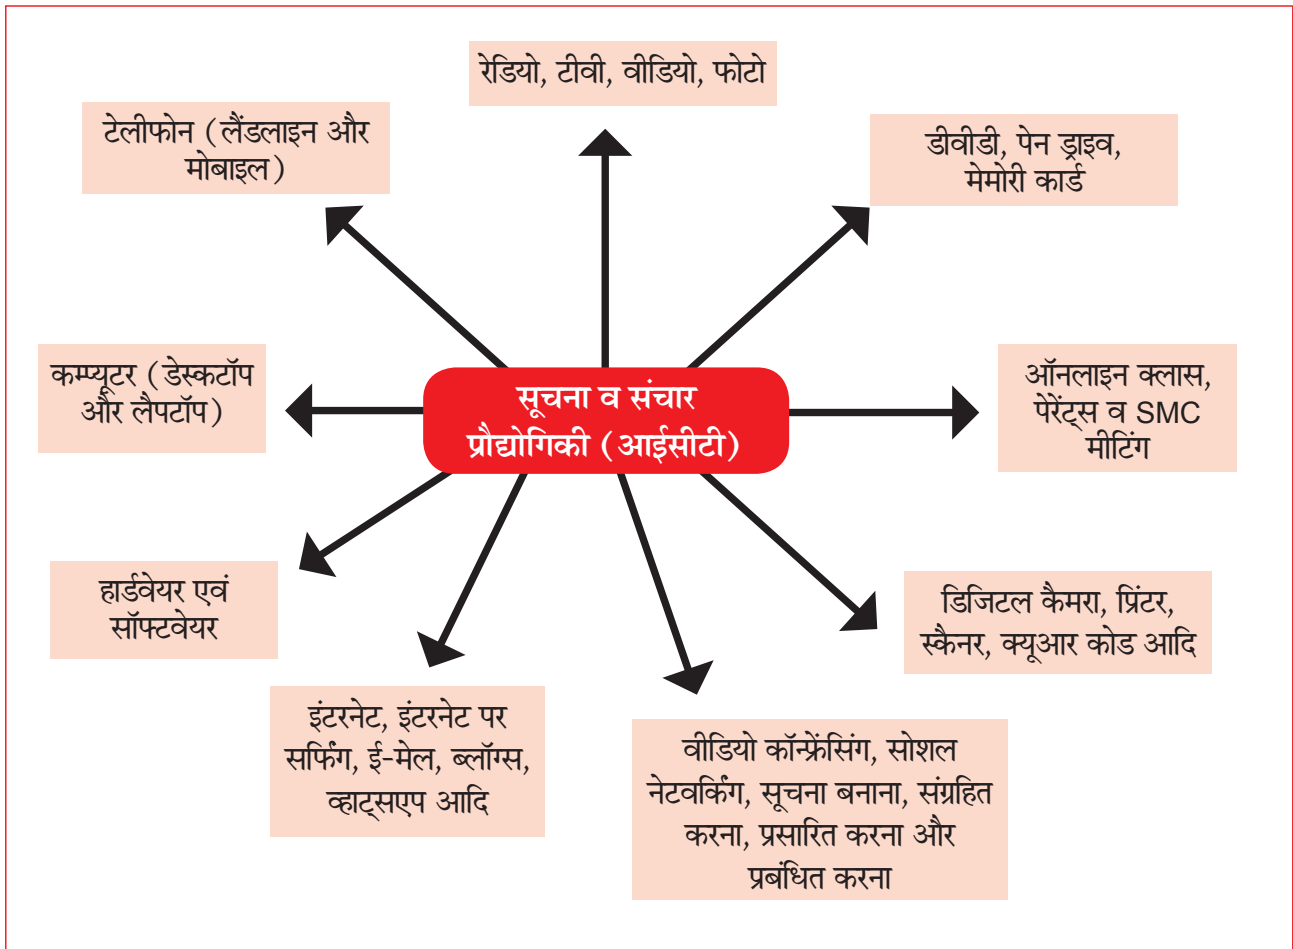 रेडियो, टीवी, वीडियो, फोटो
टेलीफोन (लैंडलाइन और
मोबाइल)
डीवीडी, पेन ड्राइव,
मेमोरी कार्ड
कम्प्यूटर (डेस्कटॉप
और लैपटॉप)
सूचना व संचार
प्रौद्योगिकी (आईसीटी)
ऑनलाइन क्लास,
पेरेंट्स व SMC
मीटिंग
हार्डवेयर एवं
सॉफ्टवेयर
डिजिटल कैमरा, प्रिंटर,
स्कैनर, क्यूआर कोड आदि
इंटरनेट, इंटरनेट पर
सर्फिंग, ई-मेल, ब्लॉग्स,
व्हाट्सएप आदि
वीडियो कॉन्फ्रेंसिंग, सोशल
नेटवर्किंग, सूचना बनाना, संग्रहित
करना, प्रसारित करना और
प्रबंधित करना